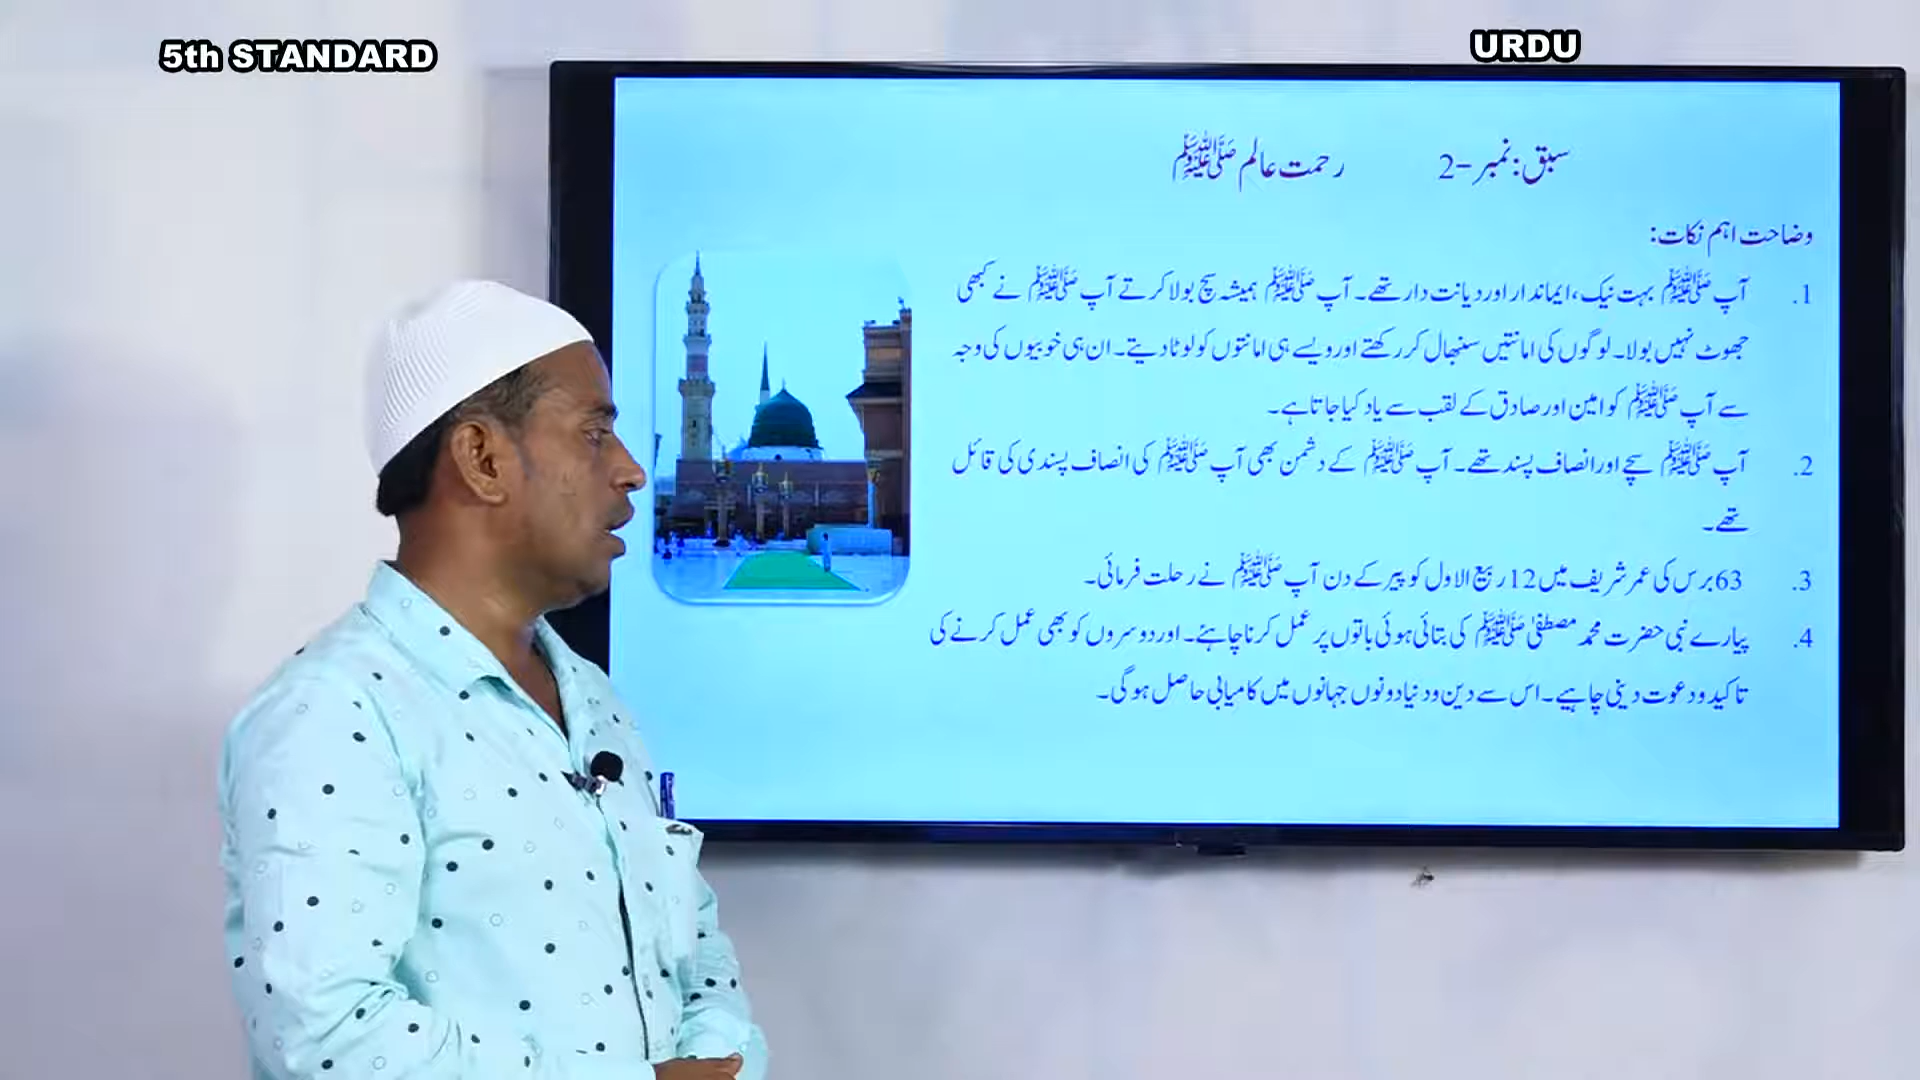 5th STANDARD
URDU
سبق:نمبر -2 رحمت عالم ﷺ
وضاحت اہم نکات:
1. آپ ﷺ بہت نیک، ایماندار اور دیانت دار تھے۔ آپ ﷺ ہمیشہ سچ بولا کرتے آپ ﷺ نے کبھی
جھوٹ نہیں بولا۔ لوگوں کی امانتیں سنبھال کر رکھتے اور ویسے ہی امانتوں کو لوٹا دیتے۔ ان ہی خوبیوں کی وجہ
سے آپ ﷺ کو امین اور صادق کے لقب سے یاد کیا جاتا ہے۔
2. آپ ﷺ سچے اور انصاف پسند تھے۔ آپ ﷺ کے دشمن بھی آپ ﷺ کی انصاف پسندی کی قائل
تھے۔
3. 63 برس کی عمر شریف میں 12 ربیع الاول کو پیر کے دن آپ ﷺ نے رحلت فرمائی۔
4. پیارے نبی حضرت محمد مصطفیٰ ﷺ کی بتائی ہوئی باتوں پر عمل کرنا چاہئے۔ اور دوسروں کو بھی عمل کرنے کی
تاکید و دعوت دینی چاہیے۔ اس سے دین و دنیا دونوں جہانوں میں کامیابی حاصل ہو گی۔